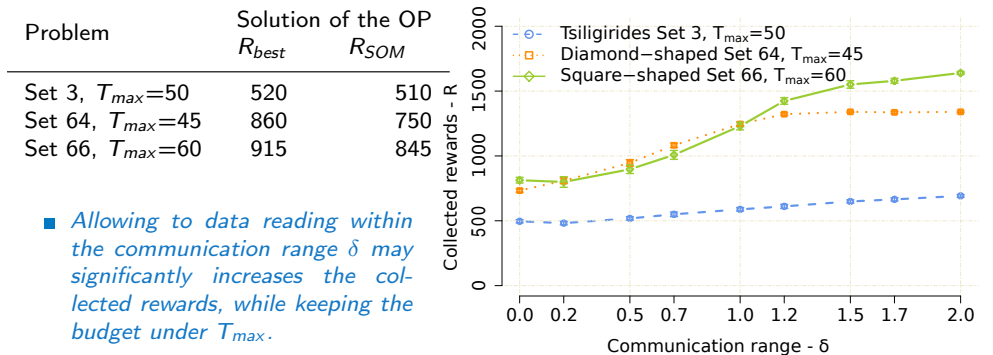 Problem
Solution of the OP
R_best R_SOM
Set 3, T_max=50 520 510
Set 64, T_max=45 860 750
Set 66, T_max=60 915 845
Allowing to data reading within
the communication range δ may
significantly increases the col-
lected rewards, while keeping the
budget under T_max.
Collected rewards - R
2000
1500
1000
500
0
Tsiligirides Set 3, T_max=50
Diamond−shaped Set 64, T_max=45
Square−shaped Set 66, T_max=60
0.0 0.2 0.5 0.7 1.0 1.2 1.5 1.7 2.0
Communication range - δ